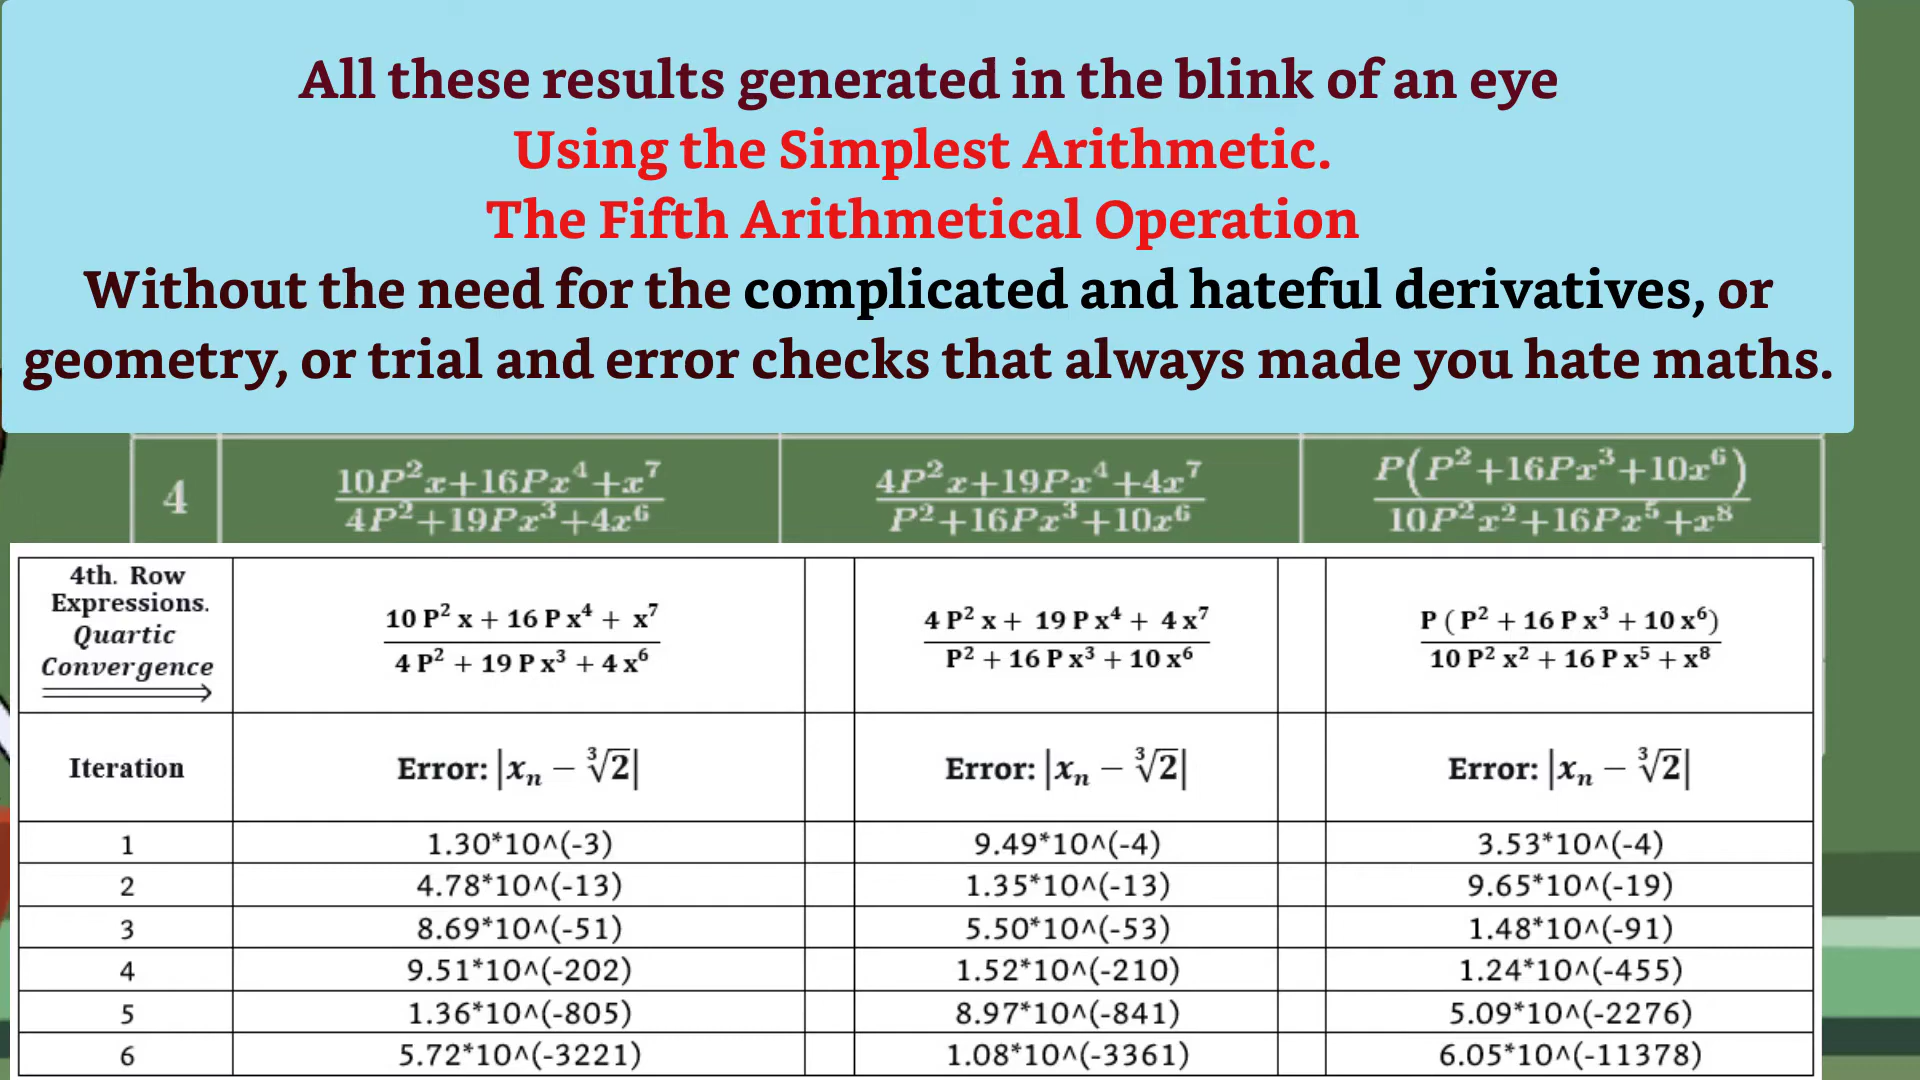 All these results generated in the blink of an eye
Using the Simplest Arithmetic.
The Fifth Arithmetical Operation
Without the need for the complicated and hateful derivatives, or
geometry, or trial and error checks that always made you hate maths.
4 | 10P²x+16Px⁴+x⁷ / 4P²+19Px³+4x⁶ | 4P²x+19Px⁴+4x⁷ / P²+16Px³+10x⁶ | P(P²+16Px³+10x⁶) / 10P²x²+16Px⁵+x⁸
4th. Row
Expressions.
Quartic
Convergence
10 P² x + 16 P x⁴ + x⁷ / 4 P² + 19 P x³ + 4 x⁶ | 4 P² x + 19 P x⁴ + 4 x⁷ / P² + 16 P x³ + 10 x⁶ | P ( P² + 16 P x³ + 10 x⁶) / 10 P² x² + 16 P x⁵ + x⁸
Iteration | Error: |xₙ − ∛2| | Error: |xₙ − ∛2| | Error: |xₙ − ∛2|
1 | 1.30*10^(-3) | 9.49*10^(-4) | 3.53*10^(-4)
2 | 4.78*10^(-13) | 1.35*10^(-13) | 9.65*10^(-19)
3 | 8.69*10^(-51) | 5.50*10^(-53) | 1.48*10^(-91)
4 | 9.51*10^(-202) | 1.52*10^(-210) | 1.24*10^(-455)
5 | 1.36*10^(-805) | 8.97*10^(-841) | 5.09*10^(-2276)
6 | 5.72*10^(-3221) | 1.08*10^(-3361) | 6.05*10^(-11378)